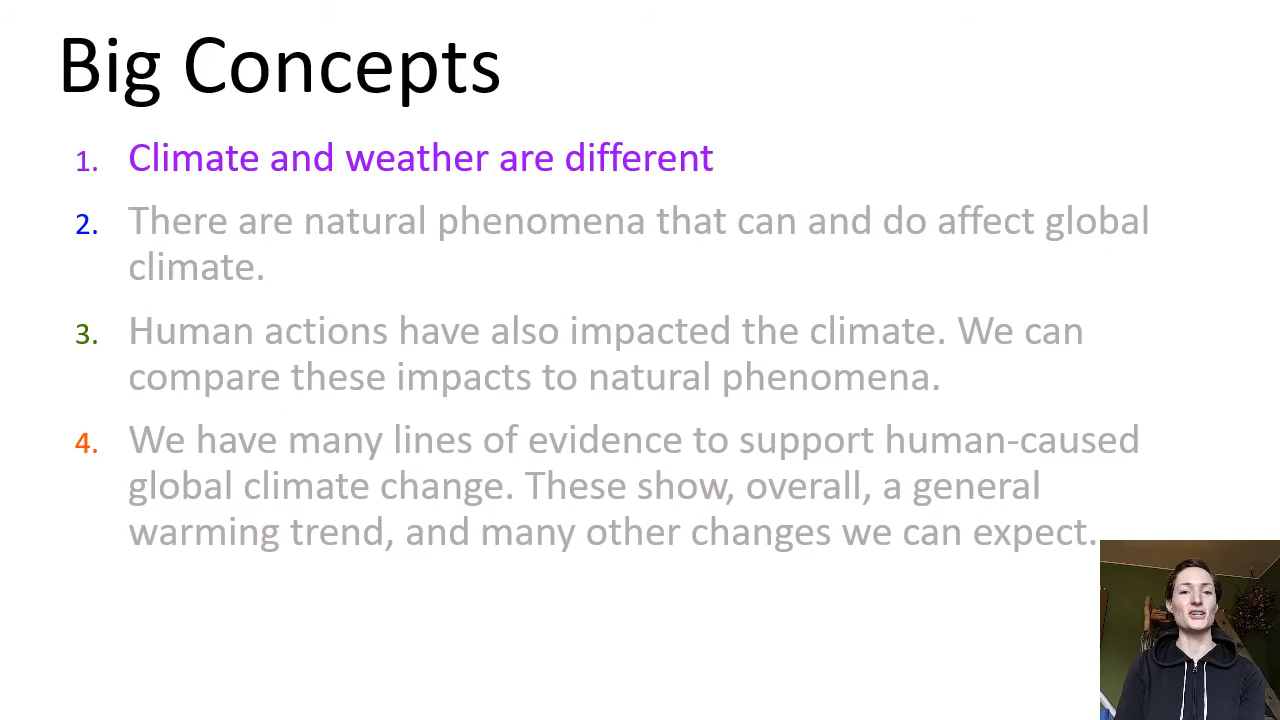 Big Concepts
1. Climate and weather are different
2. There are natural phenomena that can and do affect global
climate.
3. Human actions have also impacted the climate. We can
compare these impacts to natural phenomena.
4. We have many lines of evidence to support human-caused
global climate change. These show, overall, a general
warming trend, and many other changes we can expect.